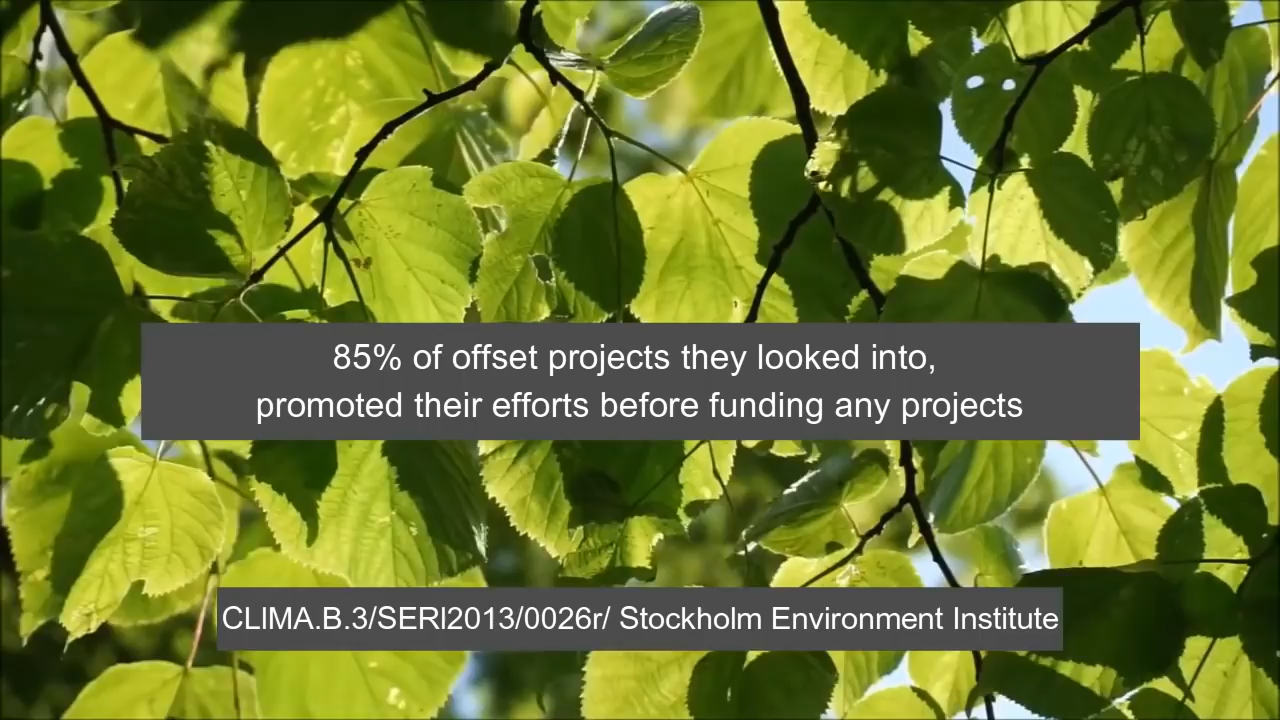 85% of offset projects they looked into,
promoted their efforts before funding any projects
CLIMA.B.3/SERI2013/0026r/ Stockholm Environment Institute